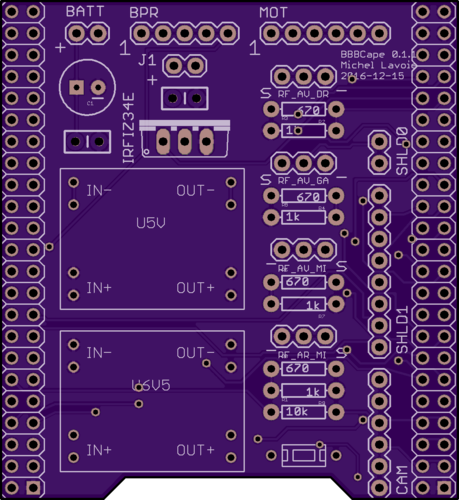 BATT
BPR
MOT
+
1
1
BBBCape 0.1.1
Michel Lavoie
2016-12-15
J1
+
C1
IRFIZ34E
S RF_AV_DR -
670
1k
SHLD0
IN-
OUT-
U5V
IN+
OUT+
S RF_AV_GA -
670
1k
- RF_AV_MI S
670
1k
SHLD1
IN-
OUT-
U6V5
IN+
OUT+
- RF_AR_MI S
670
1k
10k
CAM